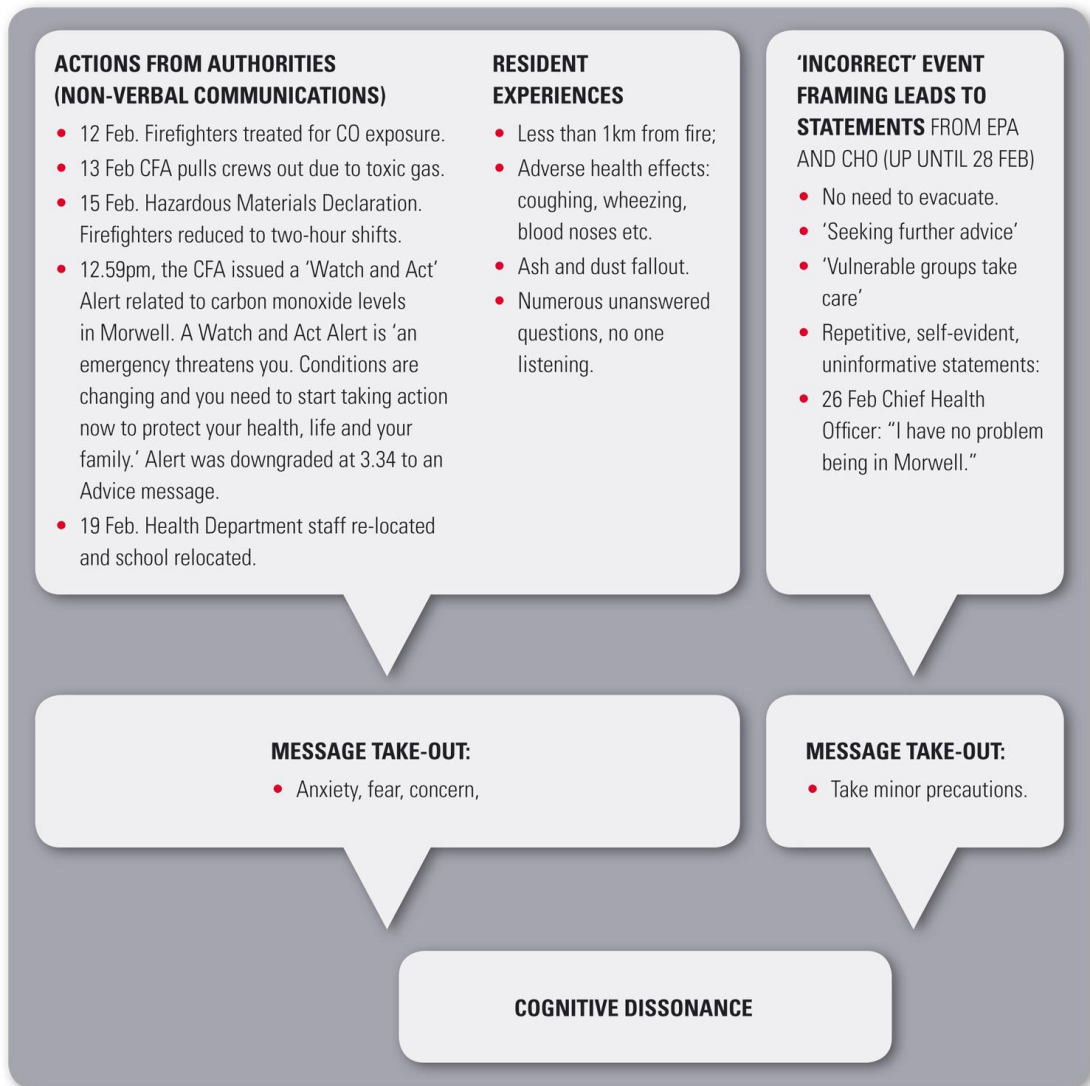 ACTIONS FROM AUTHORITIES
(NON-VERBAL COMMUNICATIONS)
• 12 Feb. Firefighters treated for CO exposure.
• 13 Feb CFA pulls crews out due to toxic gas.
• 15 Feb. Hazardous Materials Declaration.
Firefighters reduced to two-hour shifts.
• 12.59pm, the CFA issued a ‘Watch and Act’
Alert related to carbon monoxide levels
in Morwell. A Watch and Act Alert is ‘an
emergency threatens you. Conditions are
changing and you need to start taking action
now to protect your health, life and your
family.’ Alert was downgraded at 3.34 to an
Advice message.
• 19 Feb. Health Department staff re-located
and school relocated.
RESIDENT
EXPERIENCES
• Less than 1km from fire;
• Adverse health effects:
coughing, wheezing,
blood noses etc.
• Ash and dust fallout.
• Numerous unanswered
questions, no one
listening.
‘INCORRECT’ EVENT
FRAMING LEADS TO
STATEMENTS FROM EPA
AND CHO (UP UNTIL 28 FEB)
• No need to evacuate.
• ‘Seeking further advice’
• ‘Vulnerable groups take
care’
• Repetitive, self-evident,
uninformative statements:
• 26 Feb Chief Health
Officer: “I have no problem
being in Morwell.”
MESSAGE TAKE-OUT:
• Anxiety, fear, concern,
MESSAGE TAKE-OUT:
• Take minor precautions.
COGNITIVE DISSONANCE